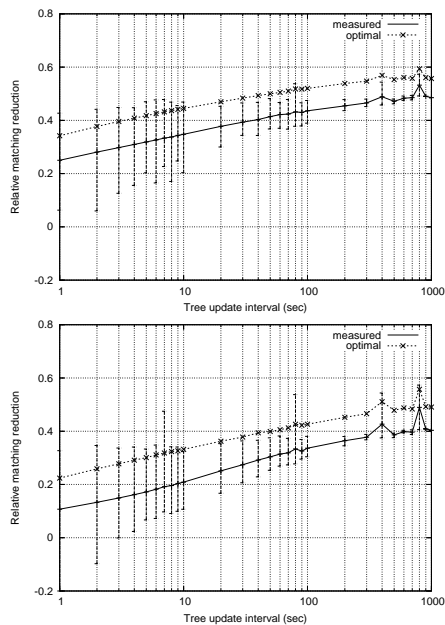 0.8
measured
optimal
0.6
0.4
0.2
0
-0.2
Relative matching reduction
1 10 100 1000
Tree update interval (sec)
0.8
measured
optimal
0.6
0.4
0.2
0
-0.2
Relative matching reduction
1 10 100 1000
Tree update interval (sec)